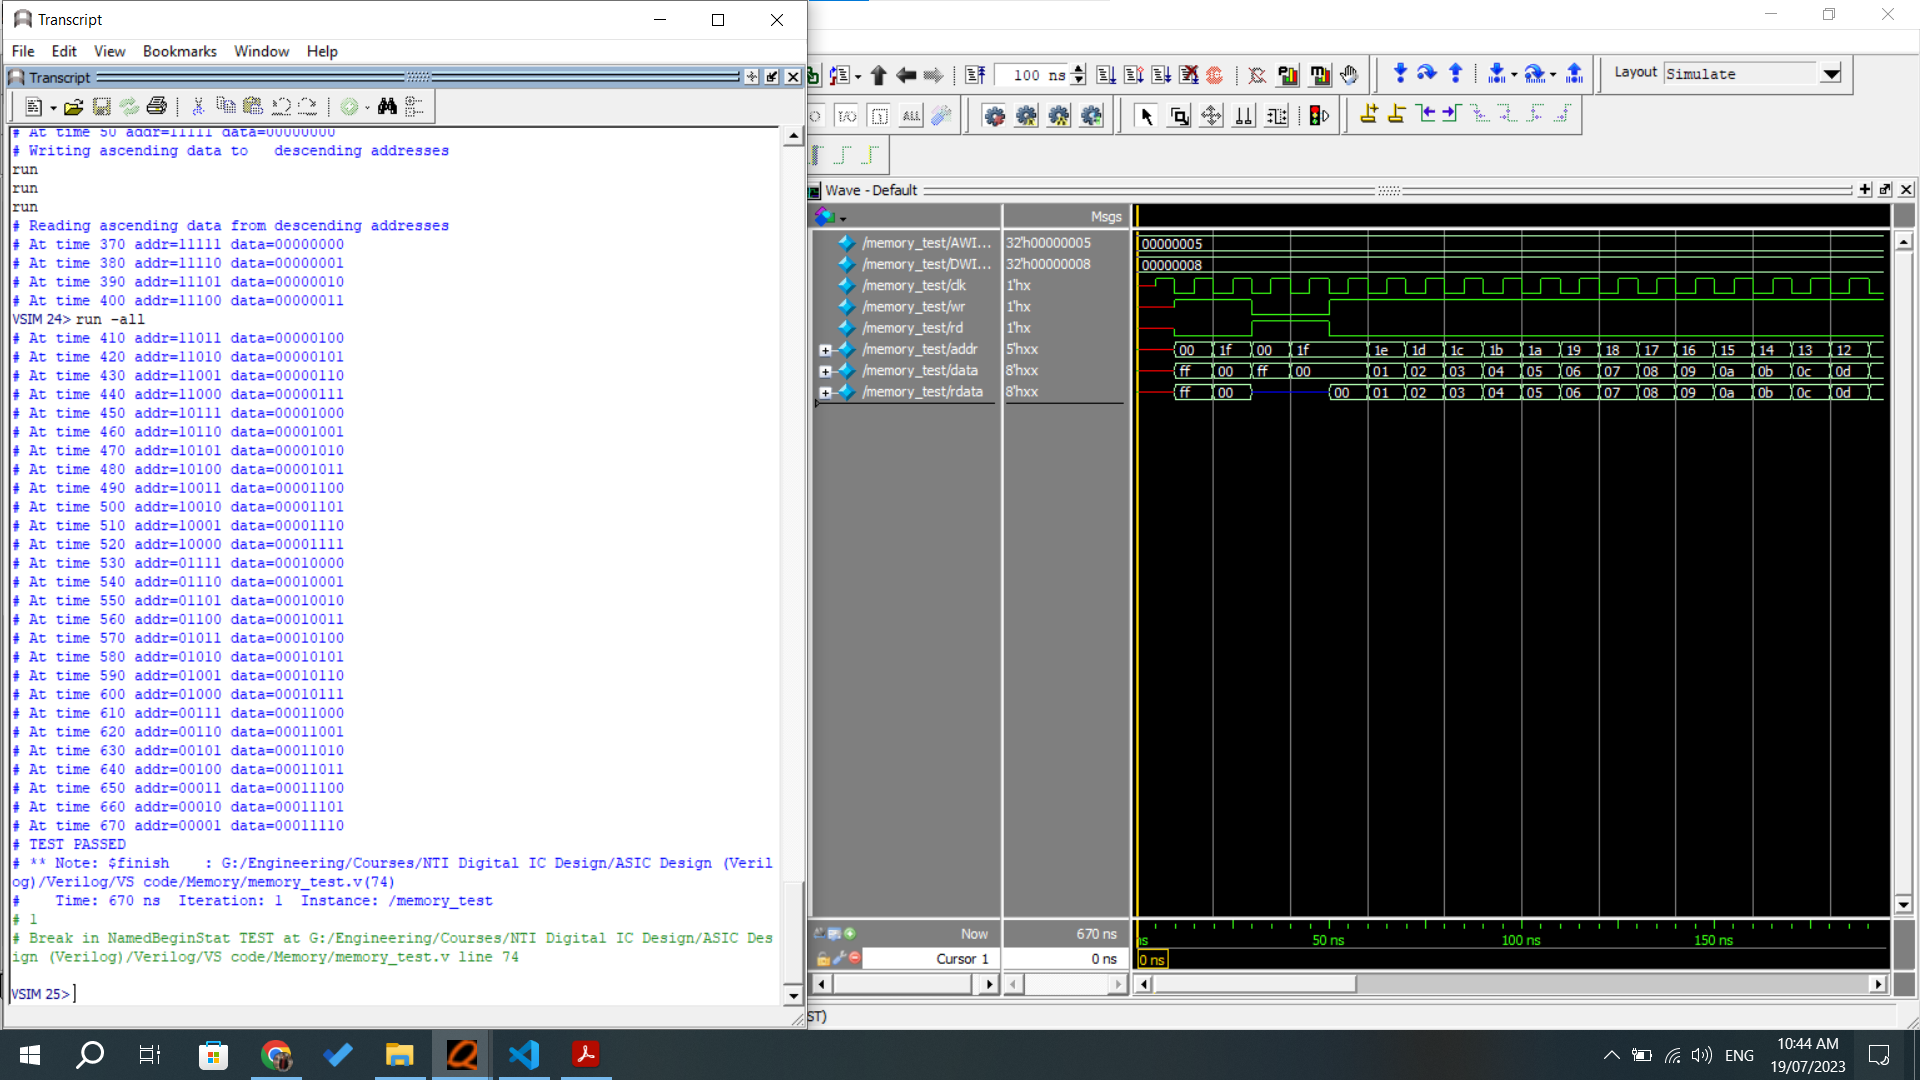 Transcript
File Edit View Bookmarks Window Help
Transcript
# At time 50 addr=11111 data=00000000
# Writing ascending data to   descending addresses
run
run
run
# Reading ascending data from descending addresses
# At time 370 addr=11111 data=00000000
# At time 380 addr=11110 data=00000001
# At time 390 addr=11101 data=00000010
# At time 400 addr=11100 data=00000011
VSIM 24> run -all
# At time 410 addr=11011 data=00000100
# At time 420 addr=11010 data=00000101
# At time 430 addr=11001 data=00000110
# At time 440 addr=11000 data=00000111
# At time 450 addr=10111 data=00001000
# At time 460 addr=10110 data=00001001
# At time 470 addr=10101 data=00001010
# At time 480 addr=10100 data=00001011
# At time 490 addr=10011 data=00001100
# At time 500 addr=10010 data=00001101
# At time 510 addr=10001 data=00001110
# At time 520 addr=10000 data=00001111
# At time 530 addr=01111 data=00010000
# At time 540 addr=01110 data=00010001
# At time 550 addr=01101 data=00010010
# At time 560 addr=01100 data=00010011
# At time 570 addr=01011 data=00010100
# At time 580 addr=01010 data=00010101
# At time 590 addr=01001 data=00010110
# At time 600 addr=01000 data=00010111
# At time 610 addr=00111 data=00011000
# At time 620 addr=00110 data=00011001
# At time 630 addr=00101 data=00011010
# At time 640 addr=00100 data=00011011
# At time 650 addr=00011 data=00011100
# At time 660 addr=00010 data=00011101
# At time 670 addr=00001 data=00011110
# TEST PASSED
# ** Note: $finish    : G:/Engineering/Courses/NTI Digital IC Design/ASIC Design (Veril
og)/Verilog/VS code/Memory/memory_test.v(74)
#    Time: 670 ns  Iteration: 1  Instance: /memory_test
# 1
# Break in NamedBeginStat TEST at G:/Engineering/Courses/NTI Digital IC Design/ASIC Des
ign (Verilog)/Verilog/VS code/Memory/memory_test.v line 74
VSIM 25>
100 ns
Layout Simulate
I/O ALL
Wave - Default
Msgs
/memory_test/AWI... 32'h00000005 00000005
/memory_test/DWI... 32'h00000008 00000008
/memory_test/clk 1'hx
/memory_test/wr 1'hx
/memory_test/rd 1'hx
/memory_test/addr 5'hxx 00 1f 00 1f 1e 1d 1c 1b 1a 19 18 17 16 15 14 13 12
/memory_test/data 8'hxx ff 00 ff 00 01 02 03 04 05 06 07 08 09 0a 0b 0c 0d
/memory_test/rdata 8'hxx ff 00 00 01 02 03 04 05 06 07 08 09 0a 0b 0c 0d
Now 670 ns ns 50 ns 100 ns 150 ns
Cursor 1 0 ns 0 ns
ST)
ENG
10:44 AM
19/07/2023